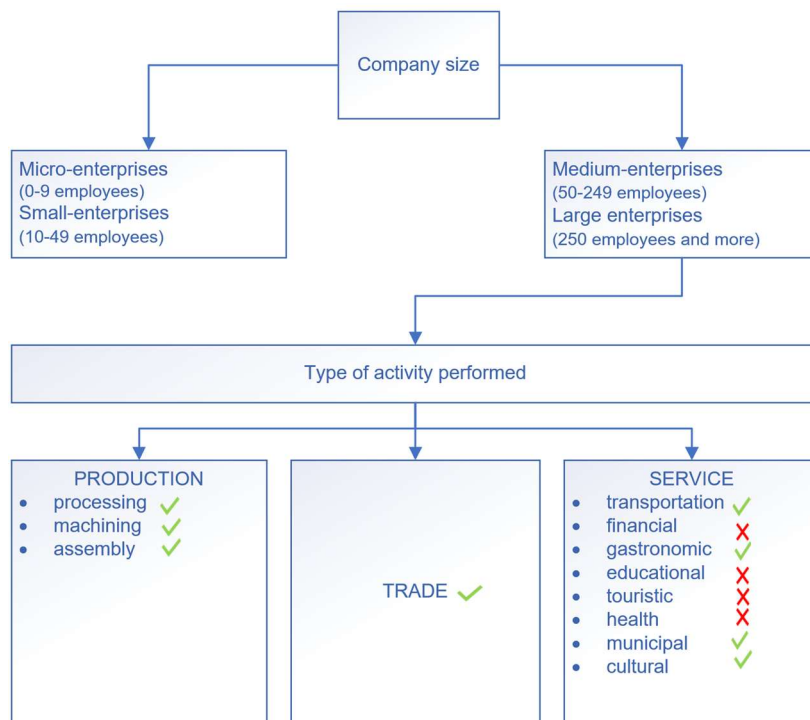 Company size
Micro-enterprises
(0-9 employees)
Small-enterprises
(10-49 employees)
Medium-enterprises
(50-249 employees)
Large enterprises
(250 employees and more)
Type of activity performed
PRODUCTION
• processing ✓
• machining ✓
• assembly ✓
TRADE ✓
SERVICE
• transportation ✓
• financial ✗
• gastronomic ✓
• educational ✗
• touristic ✗
• health ✗
• municipal ✓
• cultural ✓